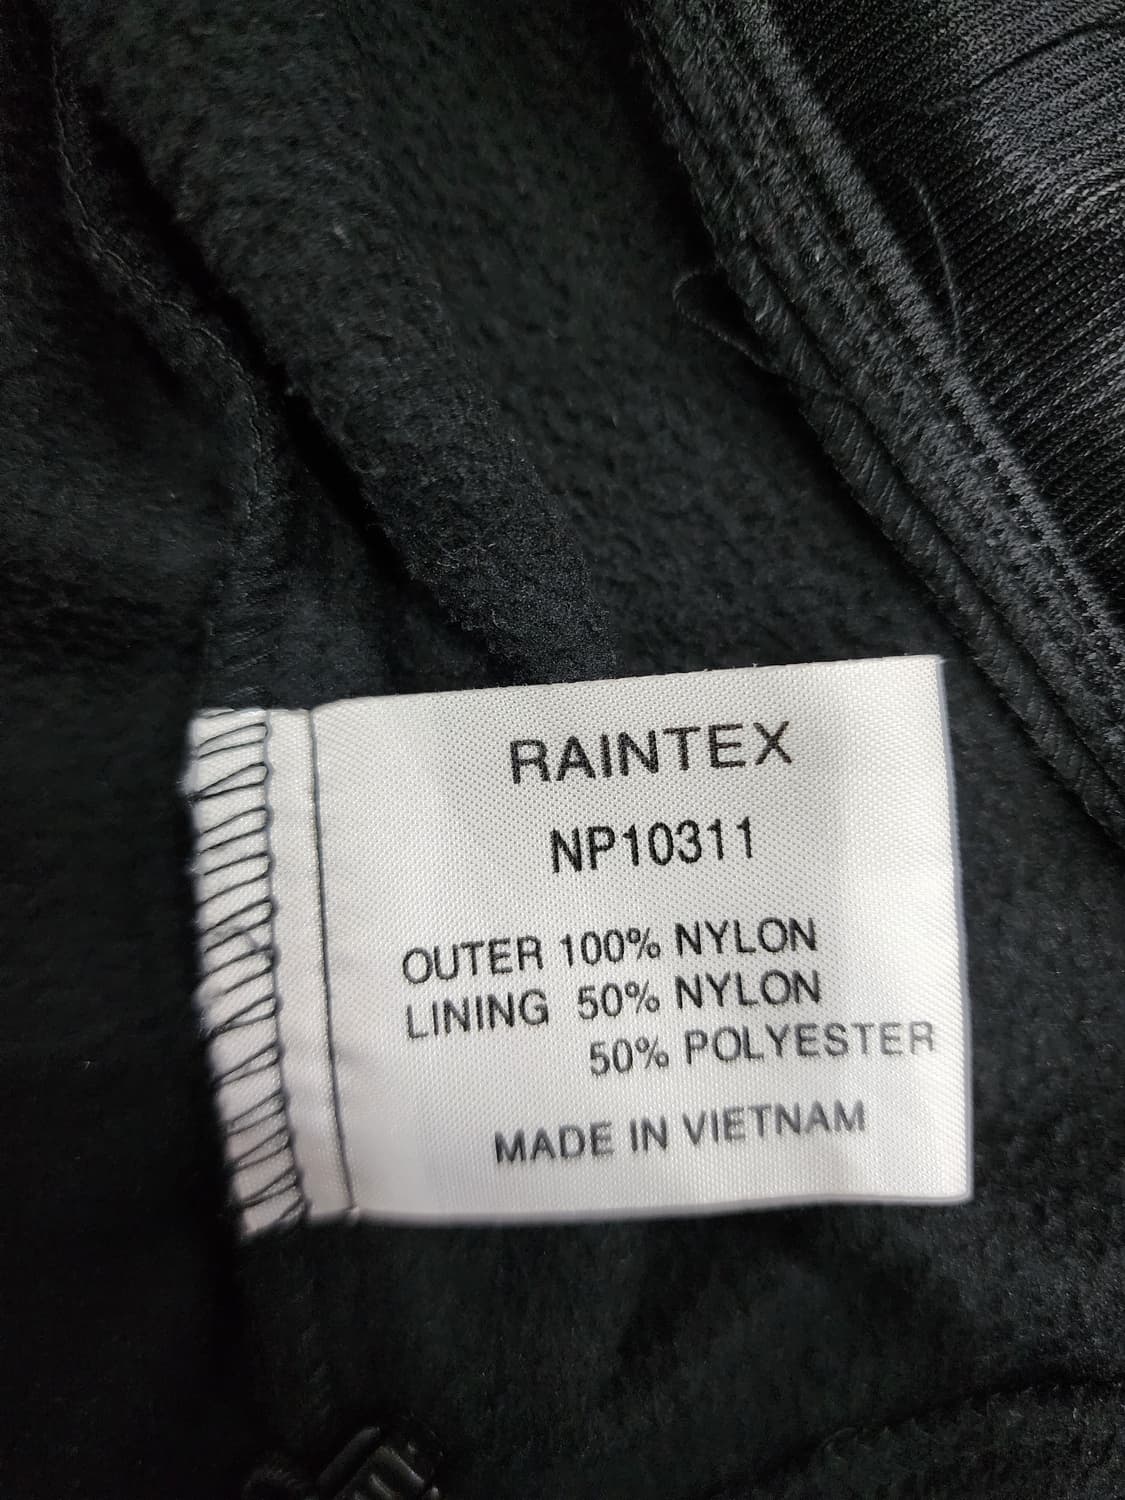 RAINTEX
NP10311
OUTER 100% NYLON
LINING 50% NYLON
50% POLYESTER
MADE IN VIETNAM